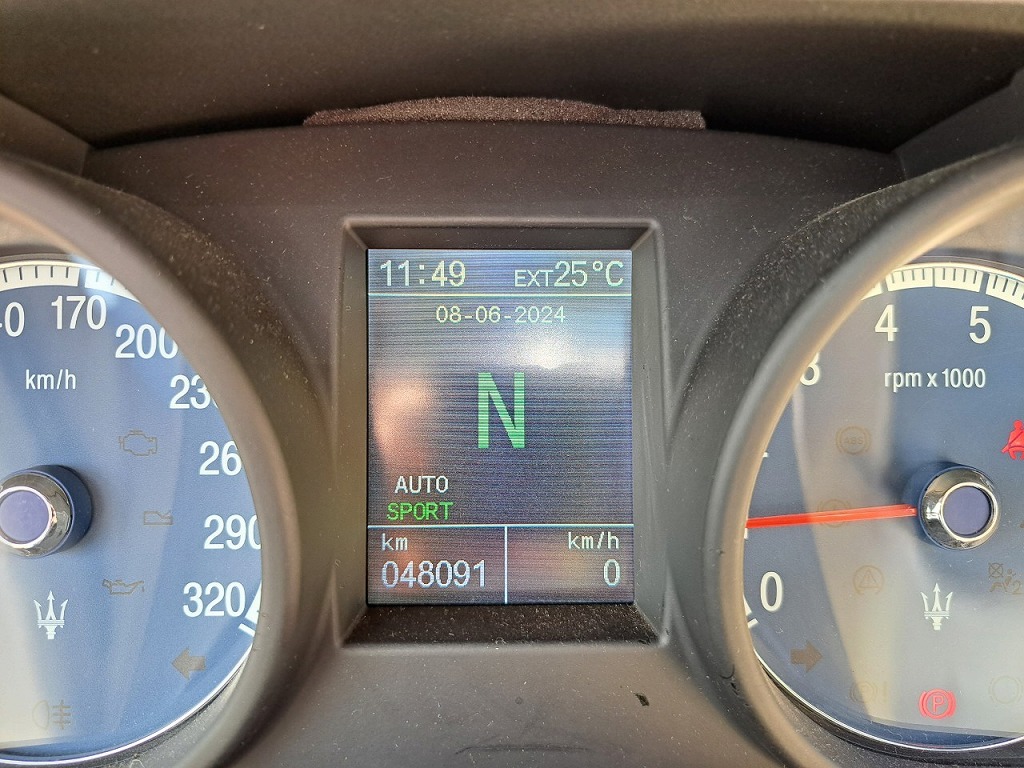 11:49 EXT25°C
08-06-2024
N
AUTO
SPORT
km km/h
048091 0
170
200
km/h
290
320
4 5
rpm x 1000
ABS
0
P